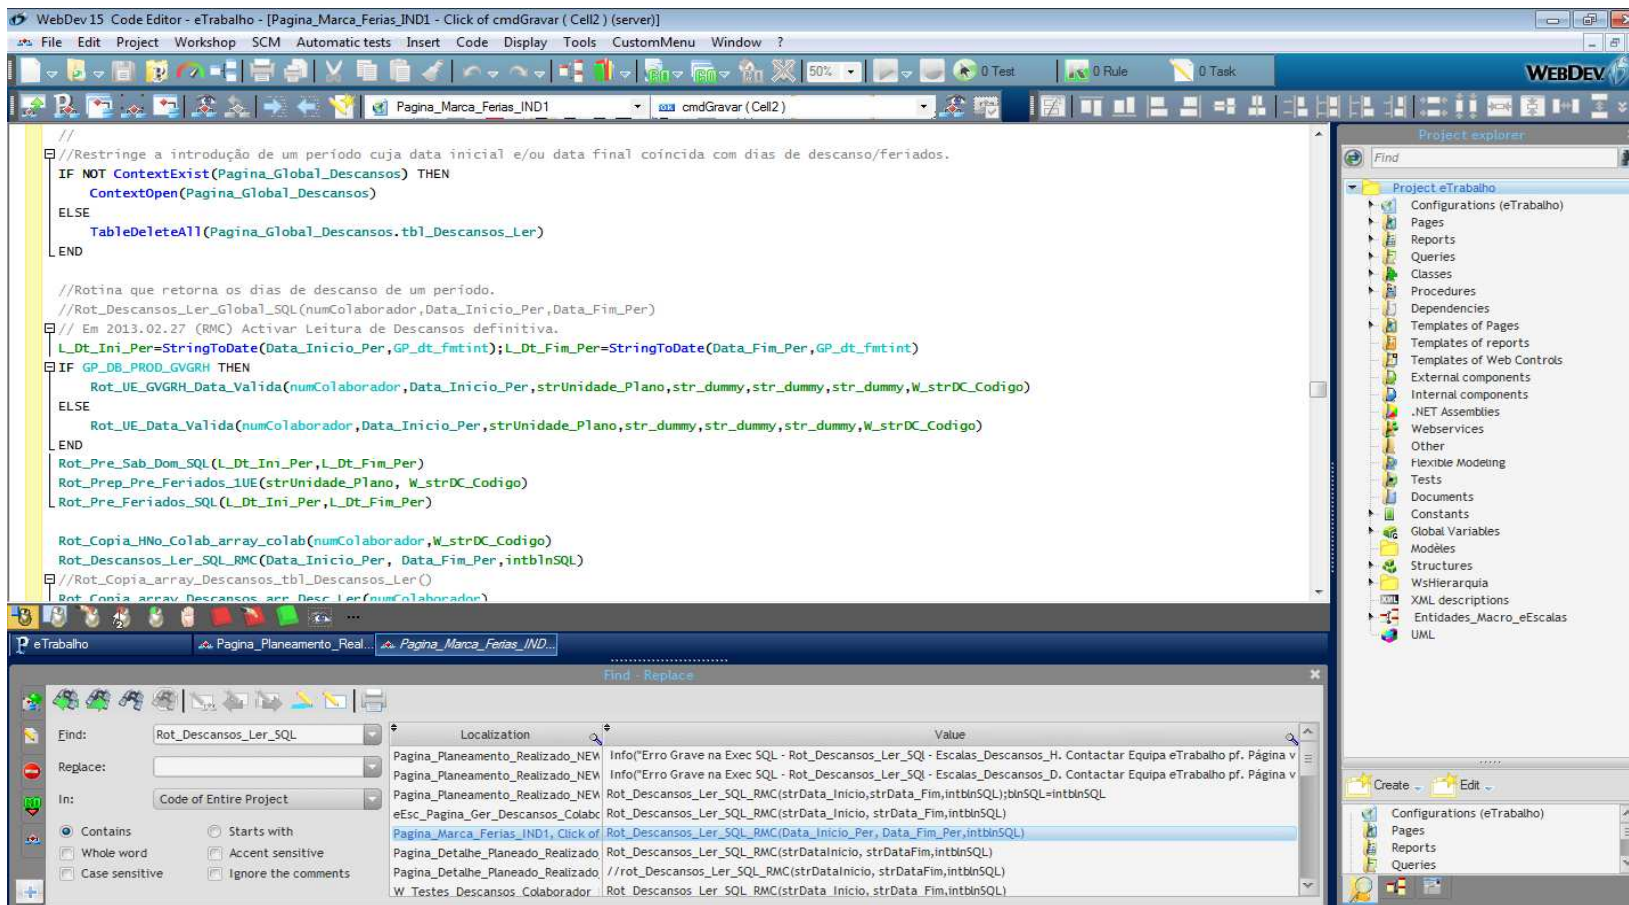 WebDev 15 Code Editor - eTrabalho - [Pagina_Marca_Ferias_IND1 - Click of cmdGravar ( Cell2 ) (server)]
File Edit Project Workshop SCM Automatic tests Insert Code Display Tools CustomMenu Window ?
50% 0 Test 0 Rule 0 Task WEBDEV
Pagina_Marca_Ferias_IND1 cmdGravar ( Cell2 )
//
//Restringe a introdução de um período cuja data inicial e/ou data final coincida com dias de descanso/feriados.
IF NOT ContextExist(Pagina_Global_Descansos) THEN
ContextOpen(Pagina_Global_Descansos)
ELSE
TableDeleteAll(Pagina_Global_Descansos.tbl_Descansos_Ler)
END
//Rotina que retorna os dias de descanso de um período.
//Rot_Descansos_Ler_Global_SQL(numColaborador,Data_Inicio_Per,Data_Fim_Per)
// Em 2013.02.27 (RMC) Activar Leitura de Descansos definitiva.
L_Dt_Ini_Per=StringToDate(Data_Inicio_Per,GP_dt_fmtint);L_Dt_Fim_Per=StringToDate(Data_Fim_Per,GP_dt_fmtint)
IF GP_DB_PROD_GVGRH THEN
Rot_UE_GVGRH_Data_Valida(numColaborador,Data_Inicio_Per,strUnidade_Plano,str_dummy,str_dummy,str_dummy,W_strDC_Codigo)
ELSE
Rot_UE_Data_Valida(numColaborador,Data_Inicio_Per,strUnidade_Plano,str_dummy,str_dummy,str_dummy,W_strDC_Codigo)
END
Rot_Pre_Sab_Dom_SQL(L_Dt_Ini_Per,L_Dt_Fim_Per)
Rot_Prep_Pre_Feriados_1UE(strUnidade_Plano, W_strDC_Codigo)
Rot_Pre_Feriados_SQL(L_Dt_Ini_Per,L_Dt_Fim_Per)
Rot_Copia_HNo_Colab_array_colab(numColaborador,W_strDC_Codigo)
Rot_Descansos_Ler_SQL_RMC(Data_Inicio_Per, Data_Fim_Per,intblnSQL)
//Rot_Copia_array_Descansos_tbl_Descansos_Ler()
Rot_Copia_array_Descansos_arr_Desc_Ler(numColaborador)
eTrabalho Pagina_Planeamento_Real... Pagina_Marca_Ferias_IND...
Find - Replace
Find: Rot_Descansos_Ler_SQL
Replace:
In: Code of Entire Project
Contains Starts with
Whole word Accent sensitive
Case sensitive Ignore the comments
Localization Value
Pagina_Planeamento_Realizado_NEW Info("Erro Grave na Exec SQL - Rot_Descansos_Ler_SQl - Escalas_Descansos_H. Contactar Equipa eTrabalho pf. Página v
Pagina_Planeamento_Realizado_NEW Info("Erro Grave na Exec SQL - Rot_Descansos_Ler_SQl - Escalas_Descansos_D. Contactar Equipa eTrabalho pf. Página v
Pagina_Planeamento_Realizado_NEW Rot_Descansos_Ler_SQL_RMC(strData_Inicio,strData_Fim,intblnSQL);blnSQL=intblnSQL
eEsc_Pagina_Ger_Descansos_Colabc Rot_Descansos_Ler_SQL_RMC(strData_Inicio, strData_Fim,intblnSQL)
Pagina_Marca_Ferias_IND1, Click of Rot_Descansos_Ler_SQL_RMC(Data_Inicio_Per, Data_Fim_Per,intblnSQL)
Pagina_Detalhe_Planeado_Realizado Rot_Descansos_Ler_SQL_RMC(strDataInicio, strDataFim,intblnSQL)
Pagina_Detalhe_Planeado_Realizado //rot_Descansos_Ler_SQL_RMC(strDataInicio, strDataFim,intblnSQL)
W_Testes_Descansos_Colaborador Rot_Descansos_Ler_SQL_RMC(strData_Inicio, strData_Fim,intblnSQL)
Project explorer
Find
Project eTrabalho
Configurations (eTrabalho)
Pages
Reports
Queries
Classes
Procedures
Dependencies
Templates of Pages
Templates of reports
Templates of Web Controls
External components
Internal components
.NET Assemblies
Webservices
Other
Flexible Modeling
Tests
Documents
Constants
Global Variables
Modèles
Structures
WsHierarquia
XML descriptions
Entidades_Macro_eEscalas
UML
Create Edit
Configurations (eTrabalho)
Pages
Reports
Queries